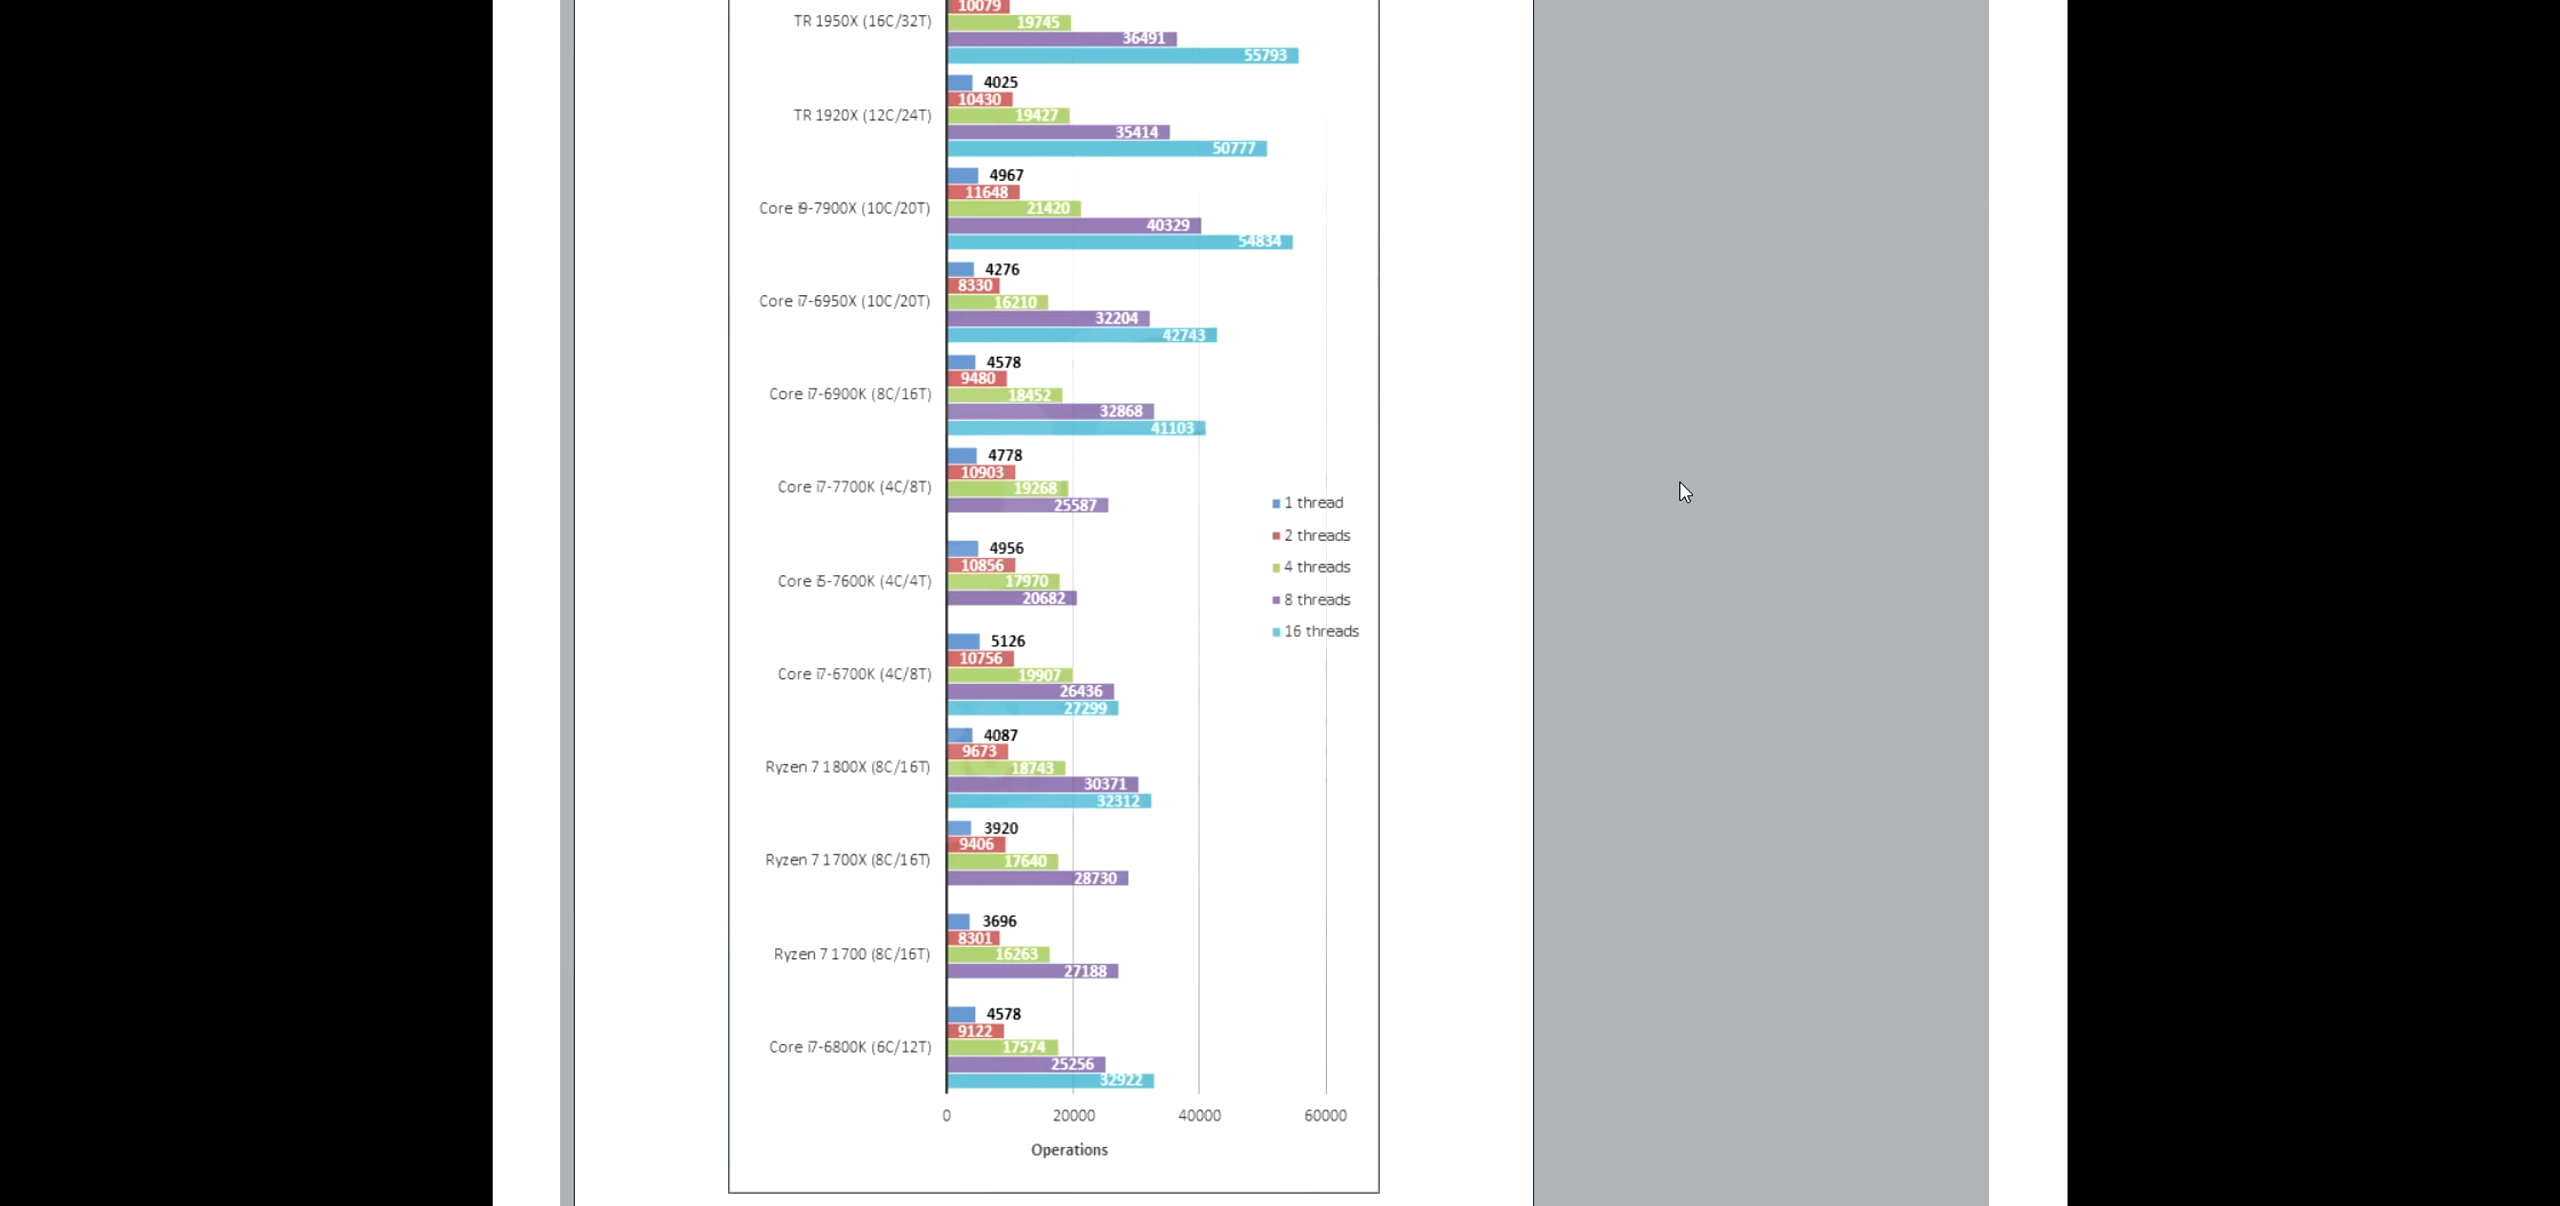 10079
TR 1950X (16C/32T)
19745
36491
55793
4025
10430
TR 1920X (12C/24T)
19427
35414
50777
4967
11648
Core i9-7900X (10C/20T)
21420
40329
54834
4276
8330
Core i7-6950X (10C/20T)
16210
32204
42743
4578
9480
Core i7-6900K (8C/16T)
18452
32868
41103
4778
10903
Core i7-7700K (4C/8T)
19268
25587
4956
10856
Core i5-7600K (4C/4T)
17970
20682
5126
10756
Core i7-6700K (4C/8T)
19907
26436
27299
4087
9673
Ryzen 7 1800X (8C/16T)
18743
30371
32312
3920
9406
Ryzen 7 1700X (8C/16T)
17640
28730
3696
8301
Ryzen 7 1700 (8C/16T)
16263
27188
4578
9122
Core i7-6800K (6C/12T)
17574
25256
32922
1 thread
2 threads
4 threads
8 threads
16 threads
0 20000 40000 60000
Operations